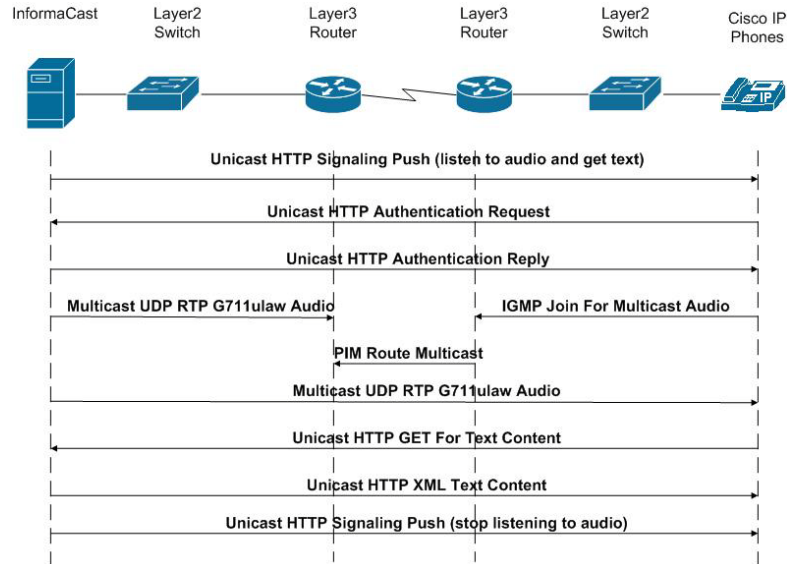 InformaCast
Layer2
Switch
Layer3
Router
Layer3
Router
Layer2
Switch
Cisco IP
Phones
IP
Unicast HTTP Signaling Push (listen to audio and get text)
Unicast HTTP Authentication Request
Unicast HTTP Authentication Reply
Multicast UDP RTP G711ulaw Audio
IGMP Join For Multicast Audio
PIM Route Multicast
Multicast UDP RTP G711ulaw Audio
Unicast HTTP GET For Text Content
Unicast HTTP XML Text Content
Unicast HTTP Signaling Push (stop listening to audio)